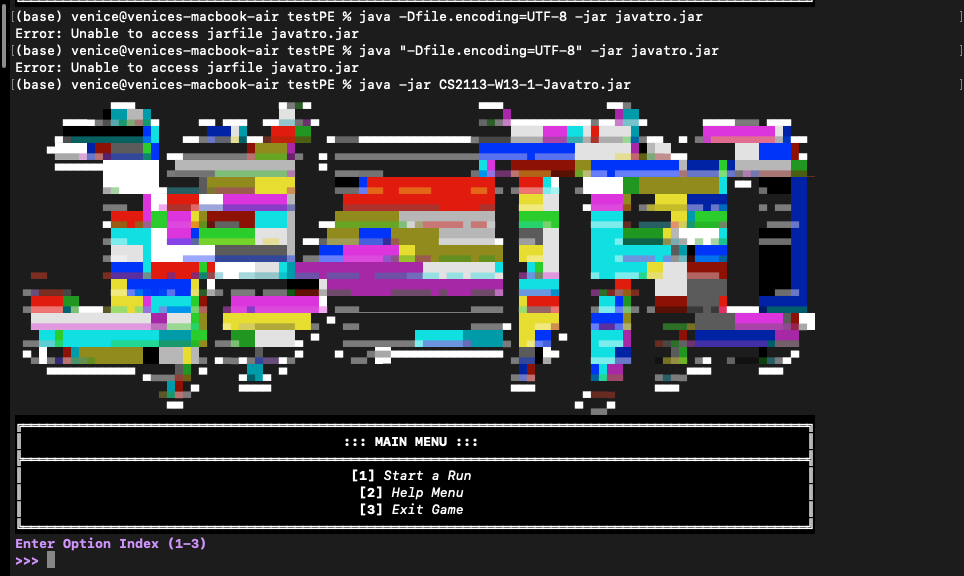 [(base) venice@venices-macbook-air testPE % java -Dfile.encoding=UTF-8 -jar javatro.jar ]
Error: Unable to access jarfile javatro.jar
[(base) venice@venices-macbook-air testPE % java "-Dfile.encoding=UTF-8" -jar javatro.jar ]
Error: Unable to access jarfile javatro.jar
[(base) venice@venices-macbook-air testPE % java -jar CS2113-W13-1-Javatro.jar ]
::: MAIN MENU :::
[1] Start a Run
[2] Help Menu
[3] Exit Game
Enter Option Index (1-3)
>>>